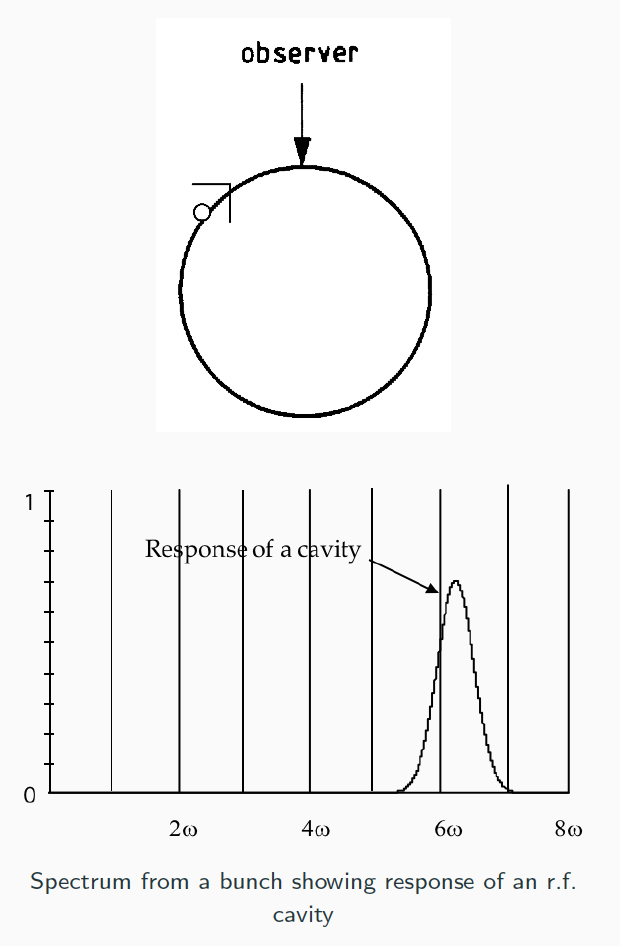 observer
1
Response of a cavity
0
2ω 4ω 6ω 8ω
Spectrum from a bunch showing response of an r.f.
cavity